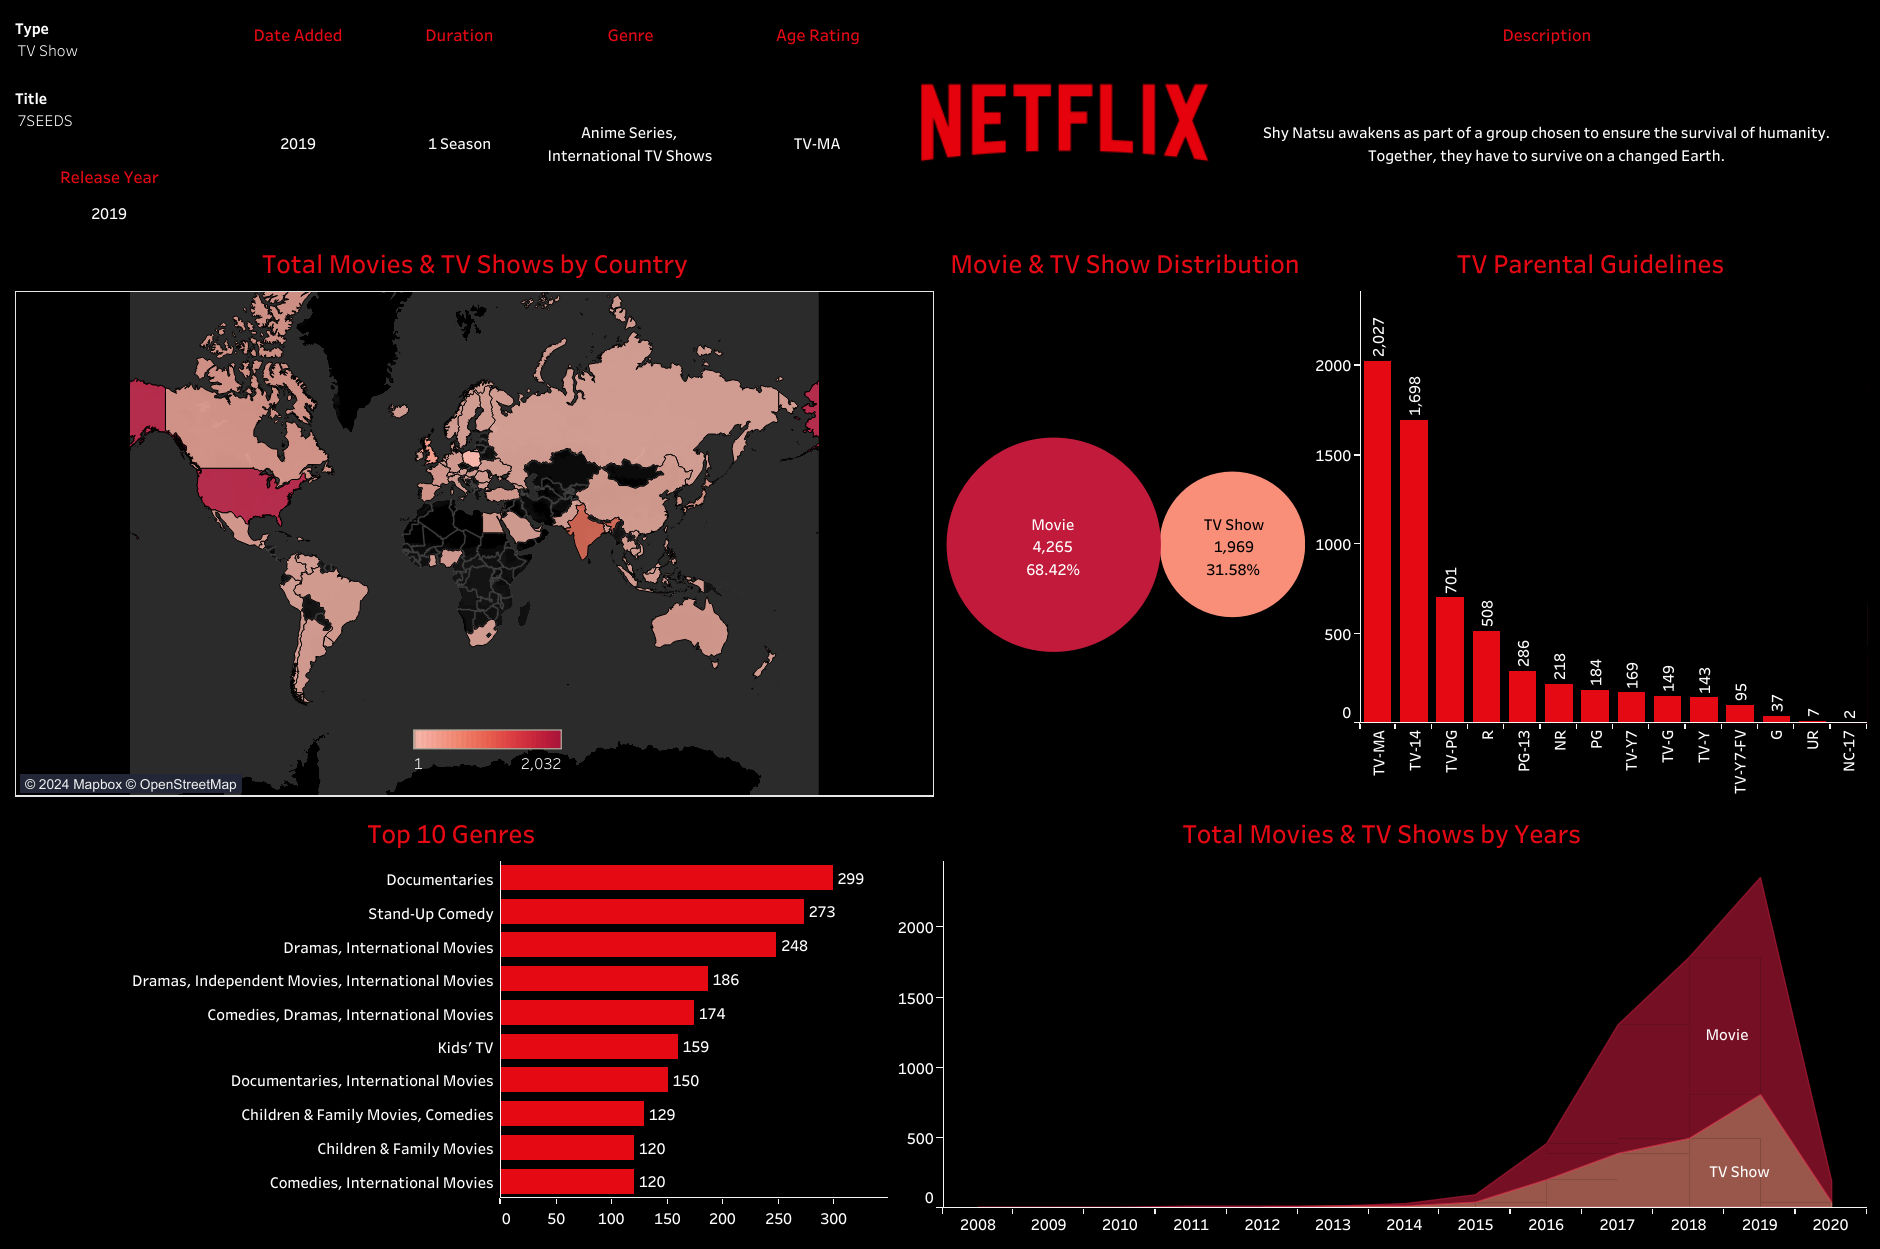 Type
TV Show
Title
7SEEDS
Release Year
2019
Date Added
2019
Duration
1 Season
Genre
Anime Series,
International TV Shows
Age Rating
TV-MA
NETFLIX
Description
Shy Natsu awakens as part of a group chosen to ensure the survival of humanity.
Together, they have to survive on a changed Earth.
Total Movies & TV Shows by Country
1
2,032
© 2024 Mapbox © OpenStreetMap
Movie & TV Show Distribution
Movie
4,265
68.42%
TV Show
1,969
31.58%
TV Parental Guidelines
2000
1500
1000
500
0
2,027
1,698
701
508
286
218
184
169
149
143
95
37
7
2
TV-MA
TV-14
TV-PG
R
PG-13
NR
PG
TV-Y7
TV-G
TV-Y
TV-Y7-FV
G
UR
NC-17
Top 10 Genres
Documentaries 299
Stand-Up Comedy 273
Dramas, International Movies 248
Dramas, Independent Movies, International Movies 186
Comedies, Dramas, International Movies 174
Kids’ TV 159
Documentaries, International Movies 150
Children & Family Movies, Comedies 129
Children & Family Movies 120
Comedies, International Movies 120
0 50 100 150 200 250 300
Total Movies & TV Shows by Years
2000
1500
1000
500
0
Movie
TV Show
2008 2009 2010 2011 2012 2013 2014 2015 2016 2017 2018 2019 2020